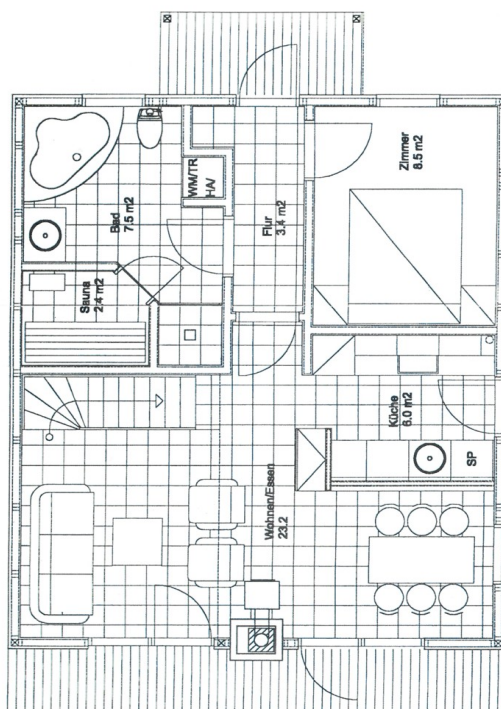 Zimmer
8.5 m2
WM/TR
HA/
Bad
7.5 m2
Flur
3.4 m2
Sauna
2.4 m2
Küche
6.0 m2
SP
Wohnen/Essen
23.2